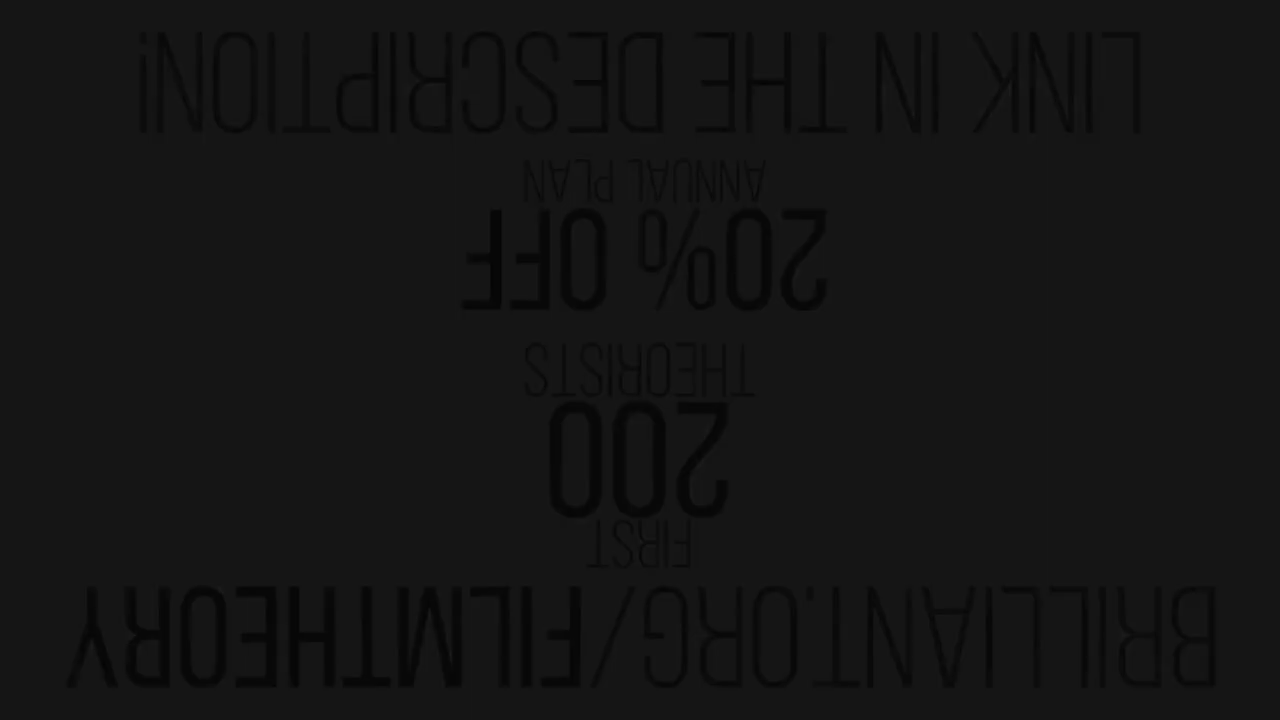 BRILLIANT.ORG/FILMTHEORY
FIRST
200
THEORISTS
20% OFF
ANNUAL PLAN
LINK IN THE DESCRIPTION!